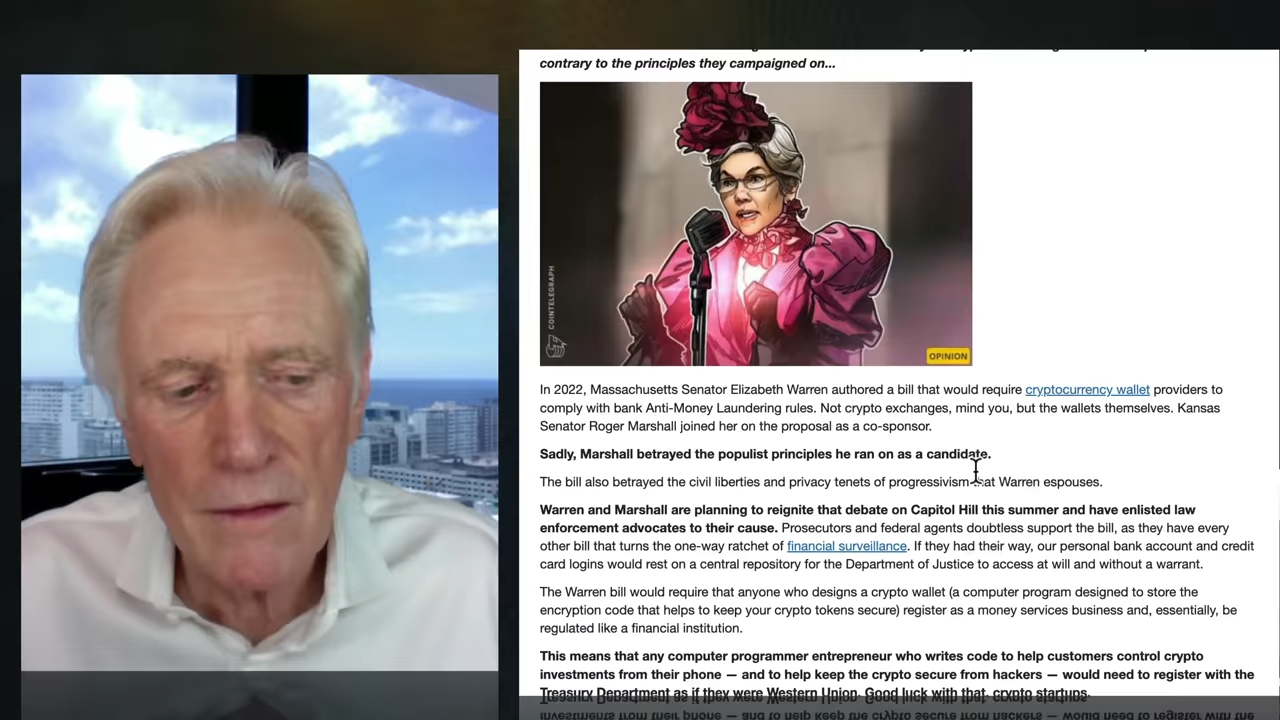 contrary to the principles they campaigned on...
COINTELEGRAPH
OPINION
In 2022, Massachusetts Senator Elizabeth Warren authored a bill that would require cryptocurrency wallet providers to
comply with bank Anti-Money Laundering rules. Not crypto exchanges, mind you, but the wallets themselves. Kansas
Senator Roger Marshall joined her on the proposal as a co-sponsor.
Sadly, Marshall betrayed the populist principles he ran on as a candidate.
The bill also betrayed the civil liberties and privacy tenets of progressivism that Warren espouses.
Warren and Marshall are planning to reignite that debate on Capitol Hill this summer and have enlisted law
enforcement advocates to their cause. Prosecutors and federal agents doubtless support the bill, as they have every
other bill that turns the one-way ratchet of financial surveillance. If they had their way, our personal bank account and credit
card logins would rest on a central repository for the Department of Justice to access at will and without a warrant.
The Warren bill would require that anyone who designs a crypto wallet (a computer program designed to store the
encryption code that helps to keep your crypto tokens secure) register as a money services business and, essentially, be
regulated like a financial institution.
This means that any computer programmer entrepreneur who writes code to help customers control crypto
investments from their phone — and to help keep the crypto secure from hackers — would need to register with the
Treasury Department as if they were Western Union. Good luck with that, crypto startups.